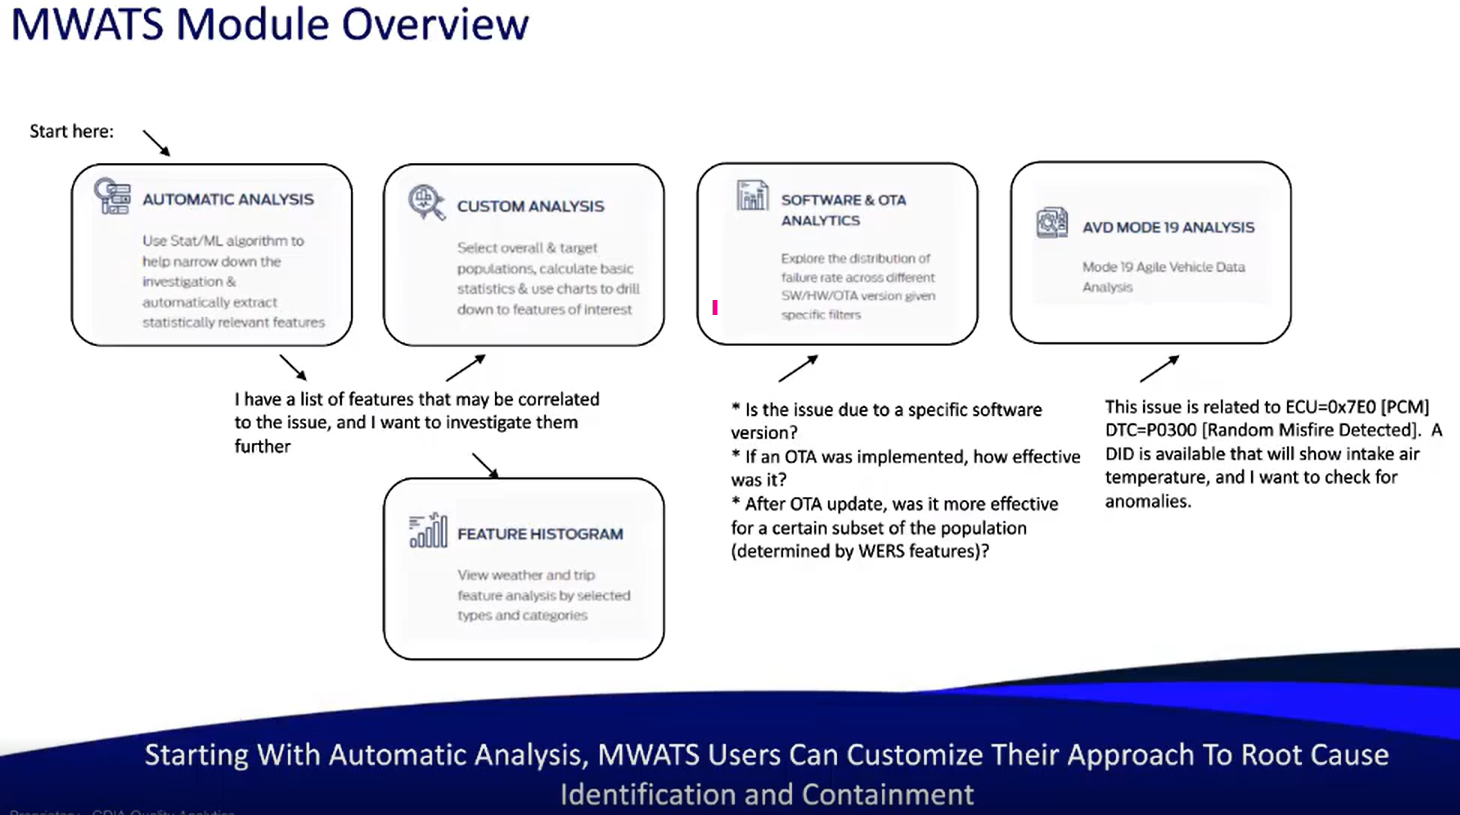 MWATS Module Overview
Start here:
AUTOMATIC ANALYSIS
Use Stat/ML algorithm to
help narrow down the
investigation &
automatically extract
statistically relevant features
CUSTOM ANALYSIS
Select overall & target
populations, calculate basic
statistics & use charts to drill
down to features of interest
SOFTWARE & OTA
ANALYTICS
Explore the distribution of
failure rate across different
SW/HW/OTA version given
specific filters
AVD MODE 19 ANALYSIS
Mode 19 Agile Vehicle Data
Analysis
I have a list of features that may be correlated
to the issue, and I want to investigate them
further
FEATURE HISTOGRAM
View weather and trip
feature analysis by selected
types and categories
* Is the issue due to a specific software
version?
* If an OTA was implemented, how effective
was it?
* After OTA update, was it more effective
for a certain subset of the population
(determined by WERS features)?
This issue is related to ECU=0x7E0 [PCM]
DTC=P0300 [Random Misfire Detected]. A
DID is available that will show intake air
temperature, and I want to check for
anomalies.
Starting With Automatic Analysis, MWATS Users Can Customize Their Approach To Root Cause
Identification and Containment